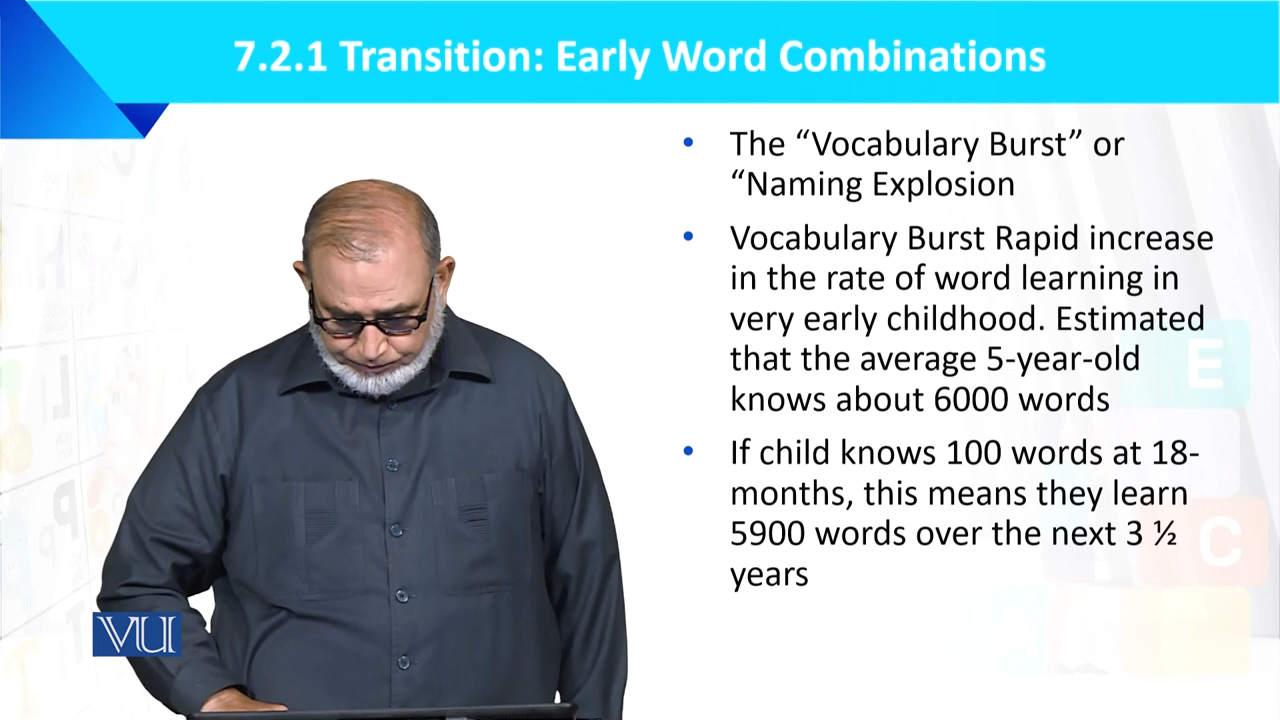 7.2.1 Transition: Early Word Combinations
• The “Vocabulary Burst” or
“Naming Explosion
• Vocabulary Burst Rapid increase
in the rate of word learning in
very early childhood. Estimated
that the average 5-year-old
knows about 6000 words
• If child knows 100 words at 18-
months, this means they learn
5900 words over the next 3 ½
years
VU
E
C
A